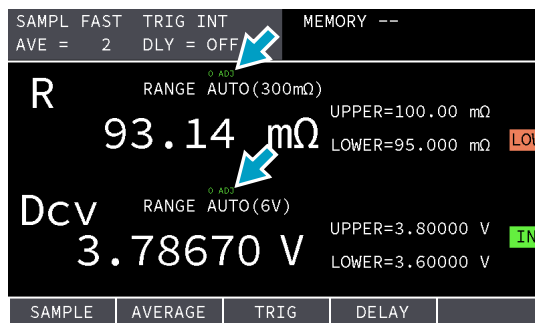 SAMPL FAST TRIG INT MEMORY --
AVE = 2 DLY = OFF
0 ADJ
R RANGE AUTO(300mΩ)
UPPER=100.00 mΩ
93.14 mΩ
LOWER=95.000 mΩ
0 ADJ
Dcv RANGE AUTO(6V)
UPPER=3.80000 V
IN
3.78670 V
LOWER=3.60000 V
SAMPLE AVERAGE TRIG DELAY